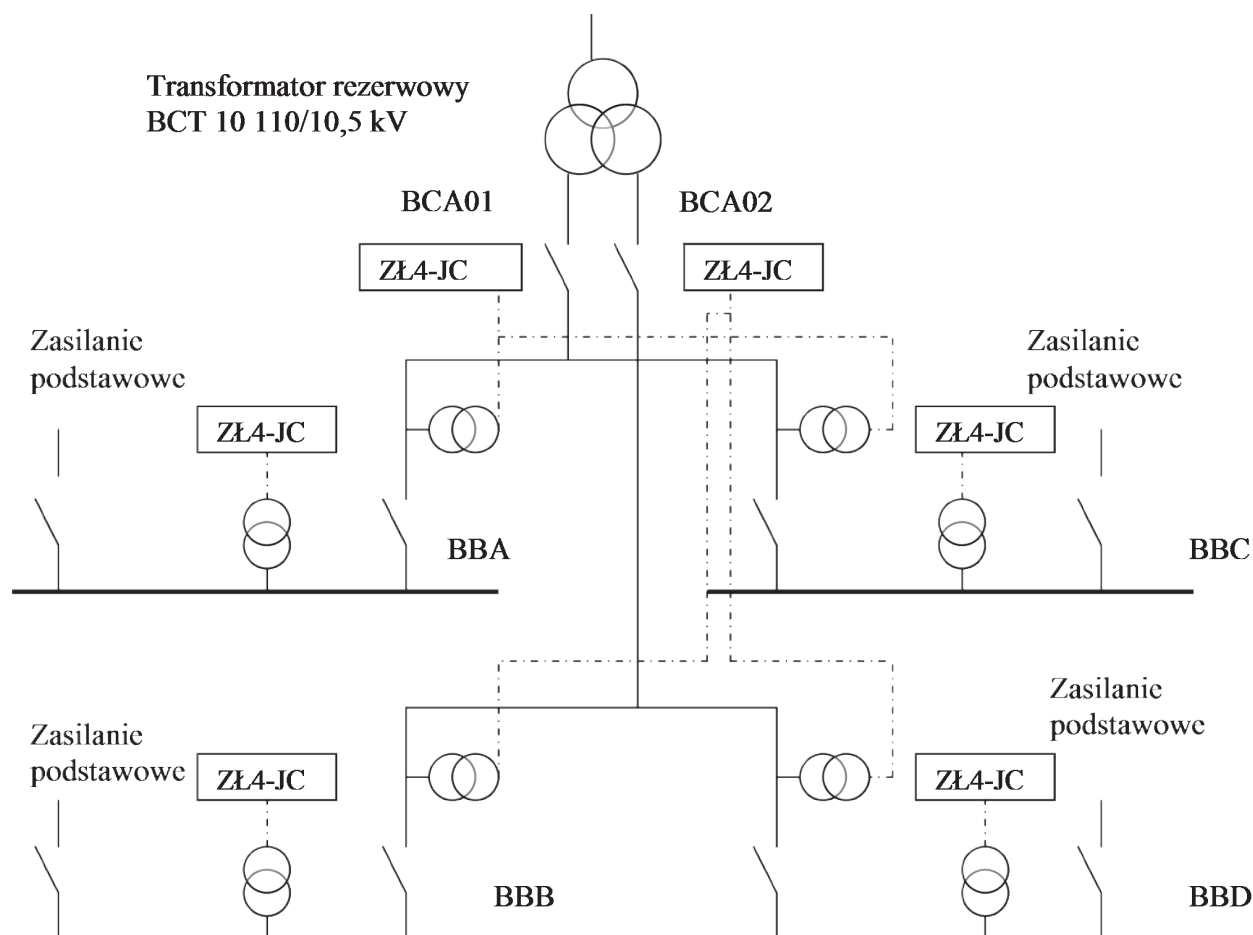 Transformator rezerwowy
BCT 10 110/10,5 kV
BCA01
BCA02
ZŁ4-JC
ZŁ4-JC
Zasilanie
podstawowe
Zasilanie
podstawowe
ZŁ4-JC
ZŁ4-JC
BBA
BBC
Zasilanie
podstawowe
Zasilanie
podstawowe
ZŁ4-JC
ZŁ4-JC
BBB
BBD